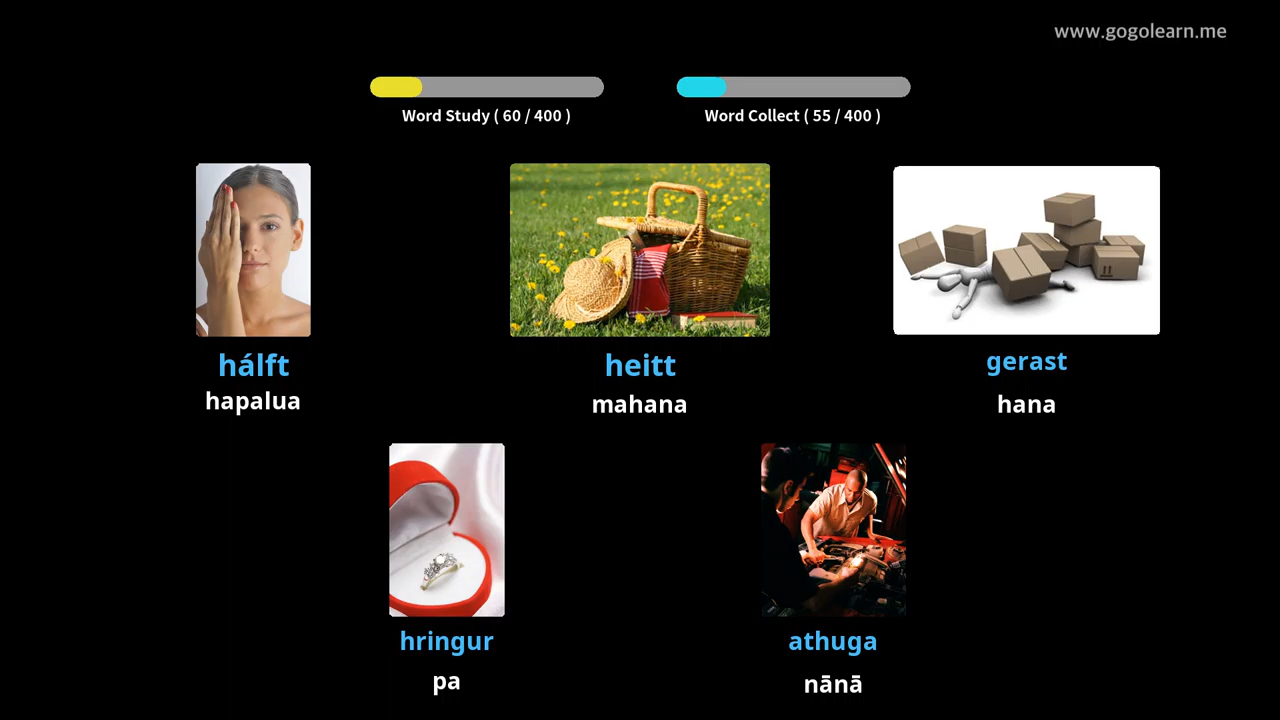 www.gogolearn.me
Word Study ( 60 / 400 )
Word Collect ( 55 / 400 )
hálft
hapalua
heitt
mahana
gerast
hana
hringur
pa
athuga
nānā